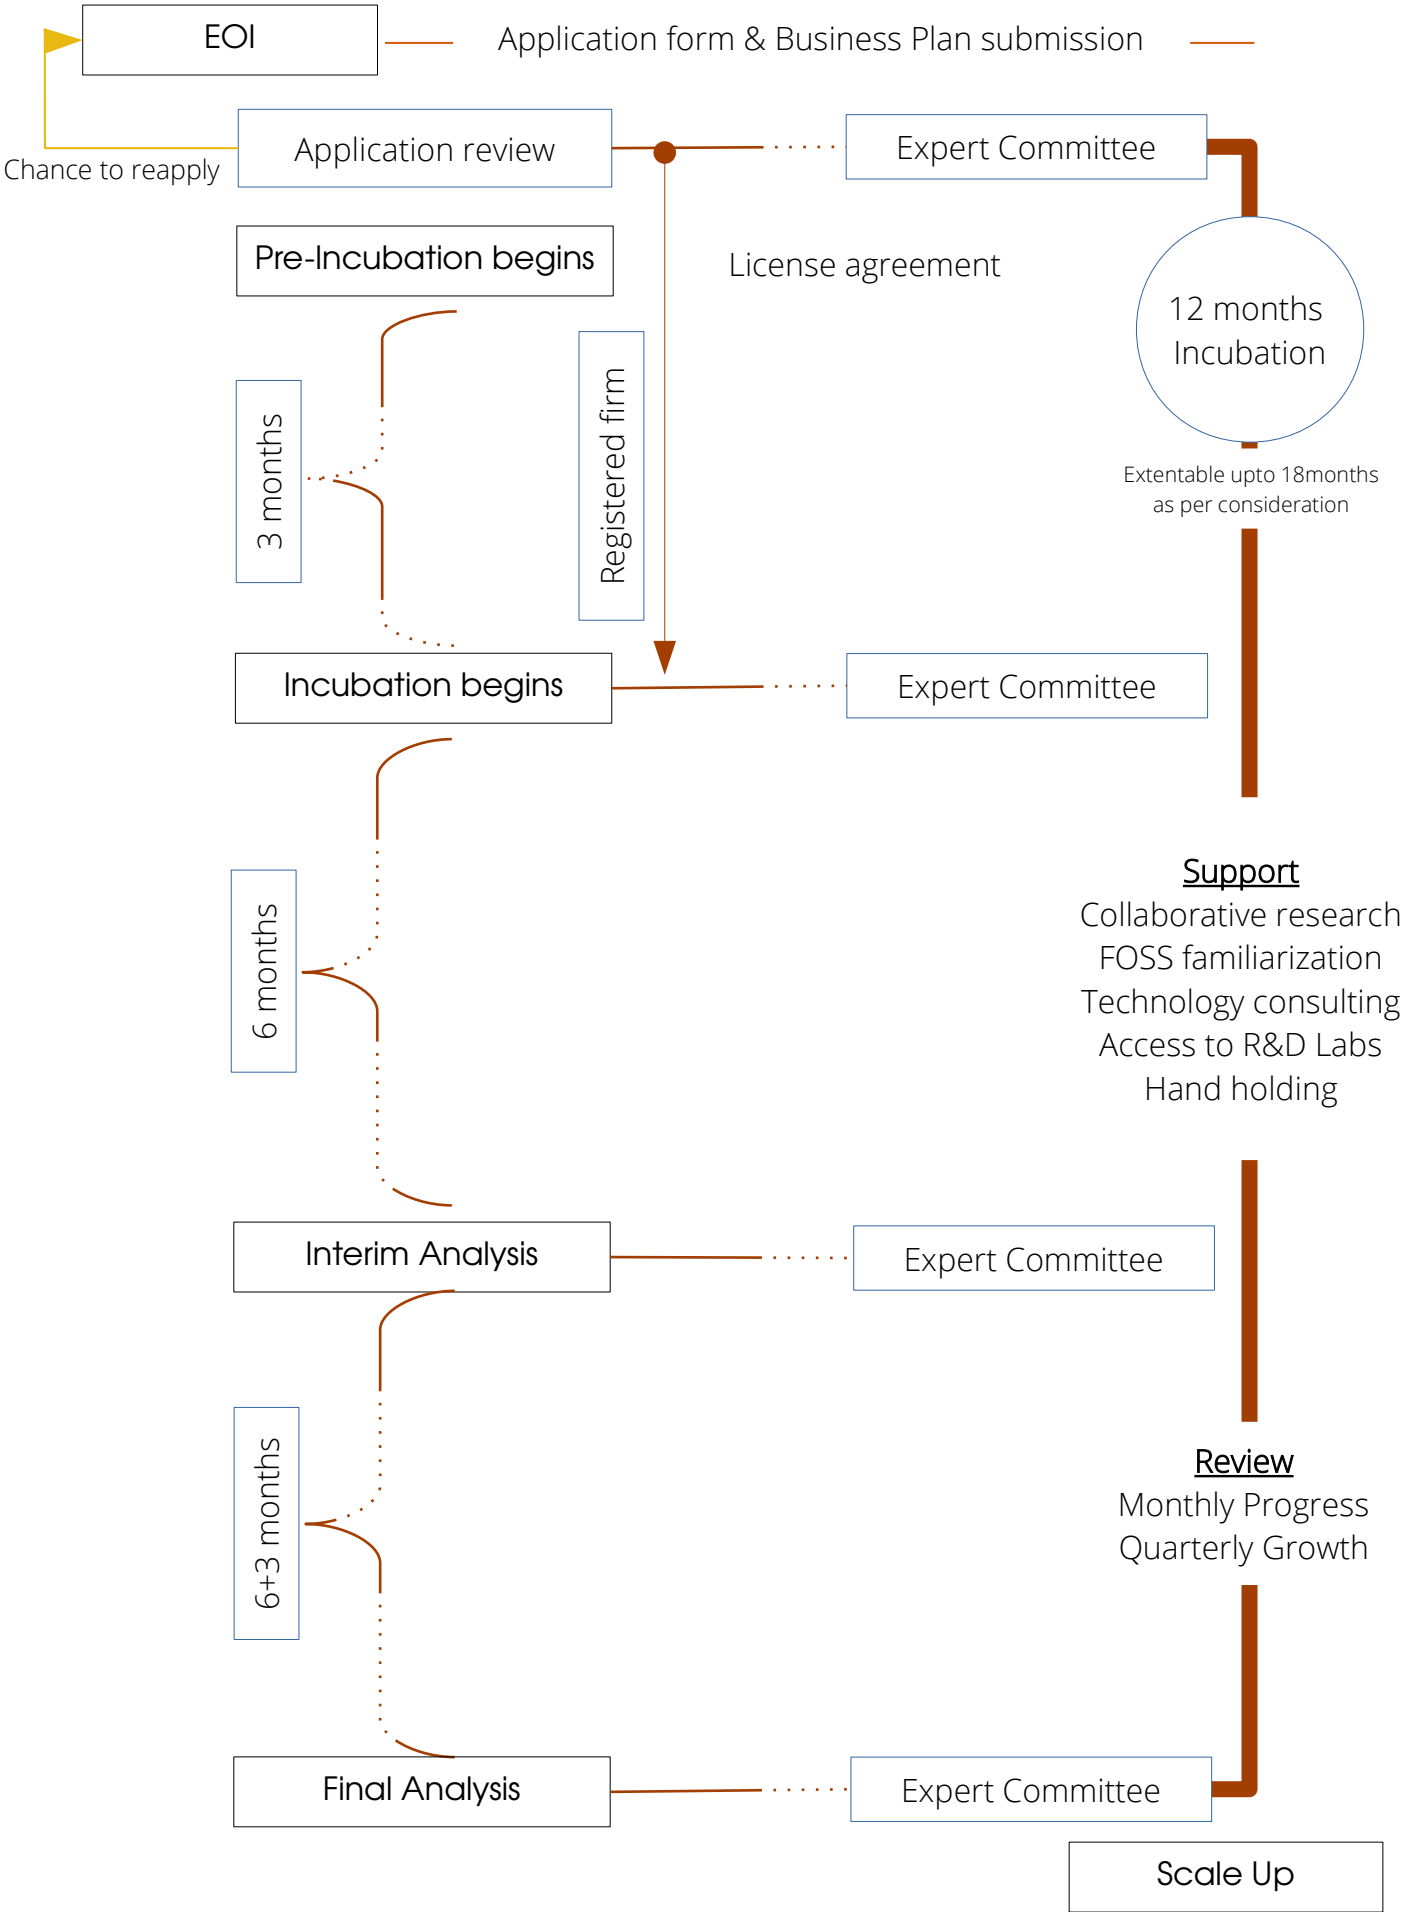 EOI
Application form & Business Plan submission
Application review
Expert Committee
Chance to reapply
Pre-Incubation begins
License agreement
12 months
Incubation
3 months
Registered firm
Extentable upto 18months
as per consideration
Incubation begins
Expert Committee
6 months
Support
Collaborative research
FOSS familiarization
Technology consulting
Access to R&D Labs
Hand holding
Interim Analysis
Expert Committee
6+3 months
Review
Monthly Progress
Quarterly Growth
Final Analysis
Expert Committee
Scale Up